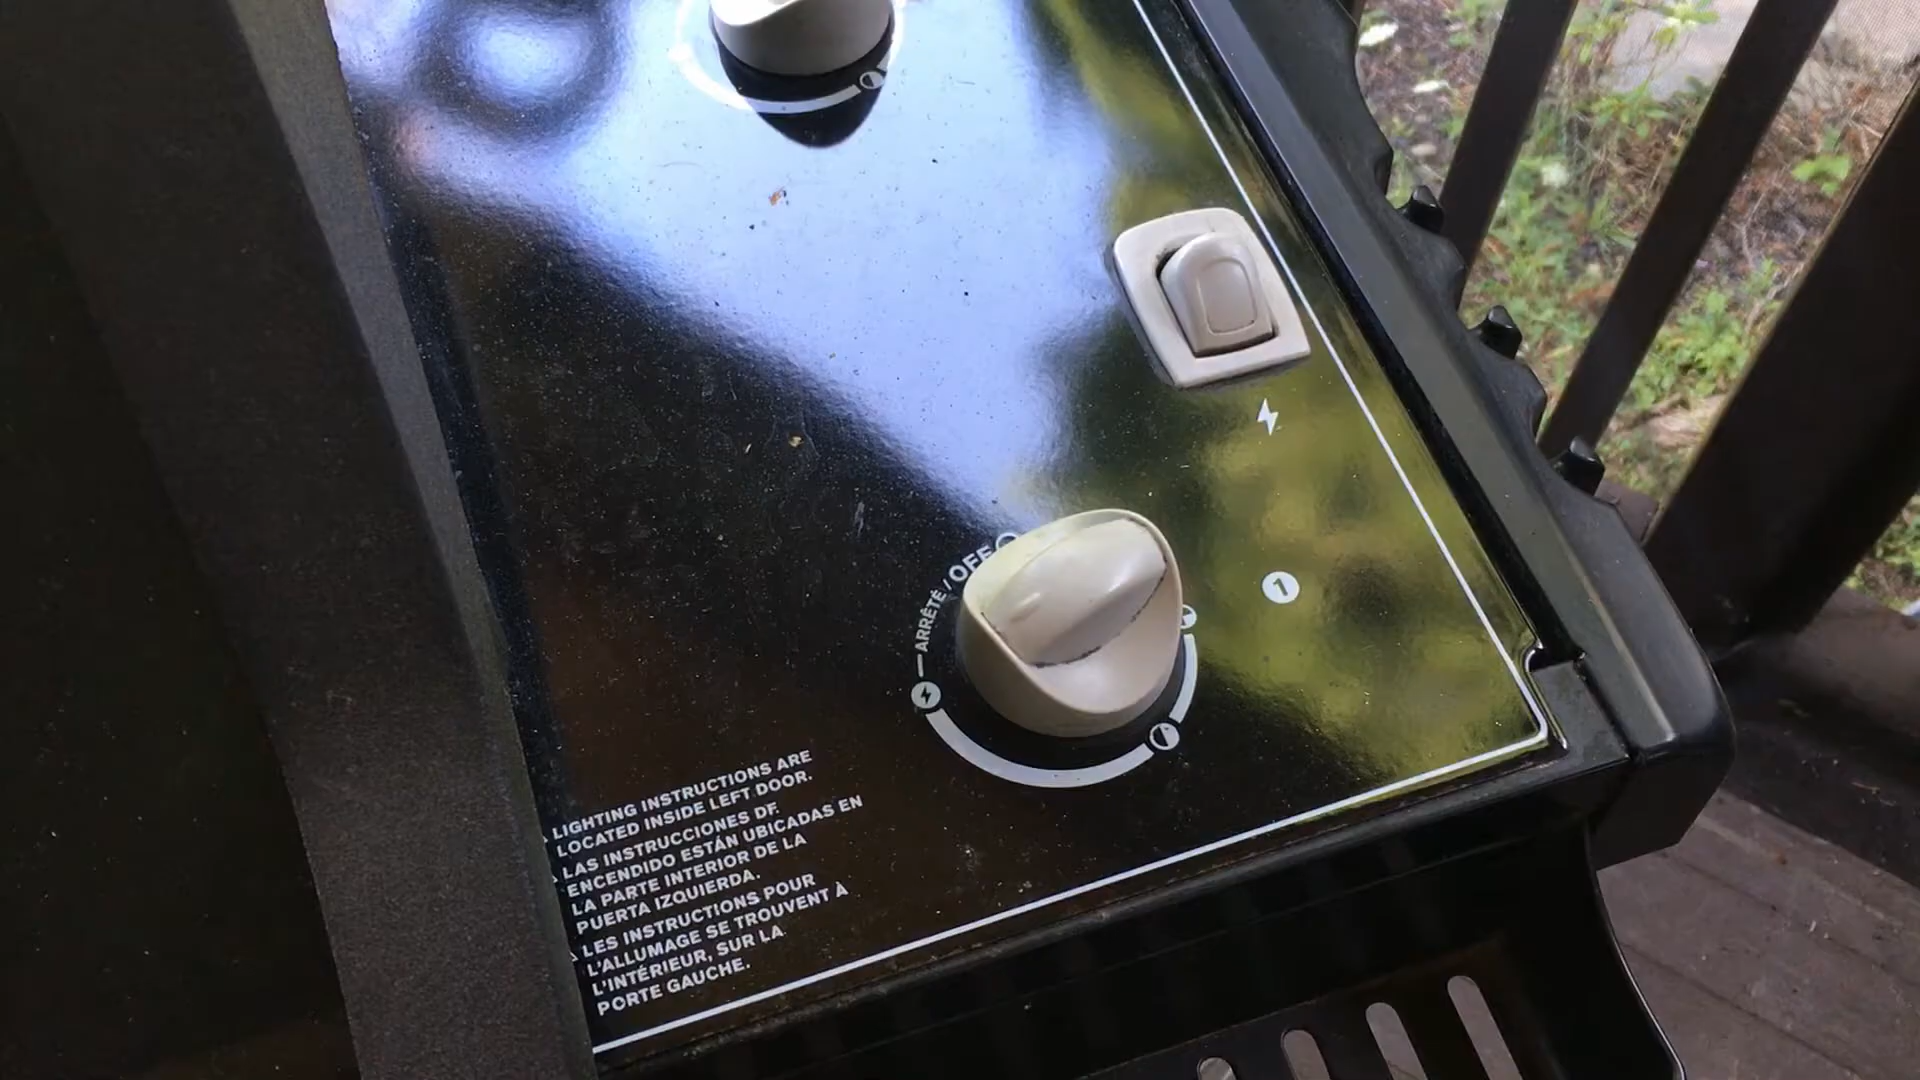 ARRÊTÉ / OFF
1
LIGHTING INSTRUCTIONS ARE
LOCATED INSIDE LEFT DOOR.
LAS INSTRUCCIONES DE
ENCENDIDO ESTÁN UBICADAS EN
LA PARTE INTERIOR DE LA
PUERTA IZQUIERDA.
LES INSTRUCTIONS POUR
L'ALLUMAGE SE TROUVENT À
L'INTÉRIEUR, SUR LA
PORTE GAUCHE.